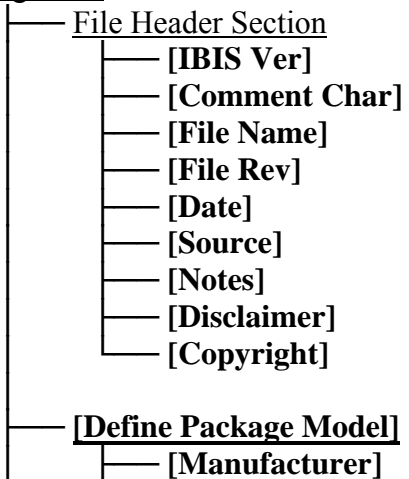 File Header Section
[IBIS Ver]
[Comment Char]
[File Name]
[File Rev]
[Date]
[Source]
[Notes]
[Disclaimer]
[Copyright]
[Define Package Model]
[Manufacturer]